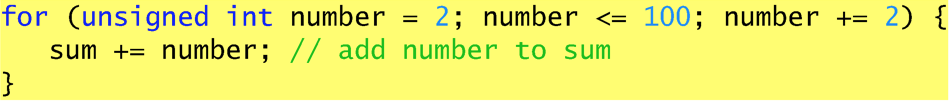 for (unsigned int number = 2; number <= 100; number += 2) {
   sum += number; // add number to sum
}